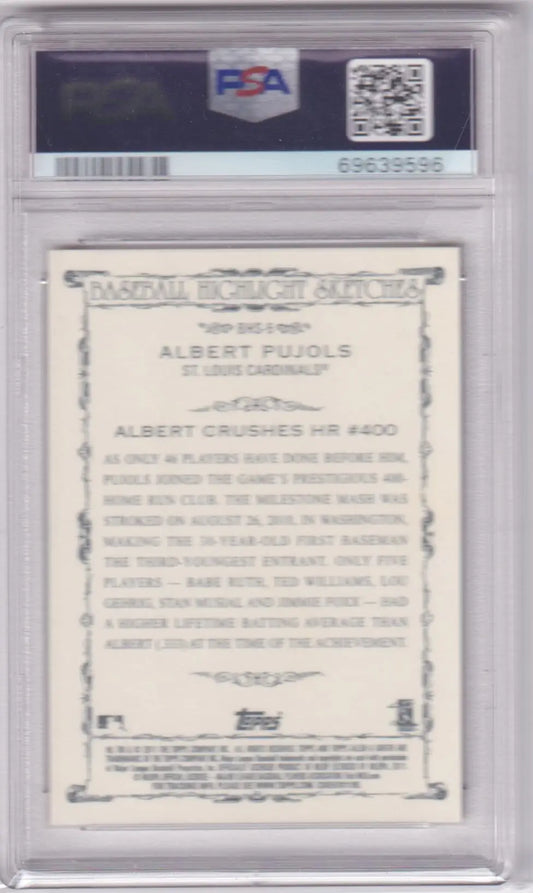 PSA
69639596
BASEBALL HIGHLIGHT SKETCHES
BHS-6
ALBERT PUJOLS
ST. LOUIS CARDINALS®
ALBERT CRUSHES HR #400
AS ONLY 46 PLAYERS HAVE DONE BEFORE HIM,
PUJOLS JOINED THE GAME'S PRESTIGIOUS 400-
HOME RUN CLUB. THE MILESTONE MASH WAS
STROKED ON AUGUST 26, 2010, IN WASHINGTON,
MAKING THE 30-YEAR-OLD FIRST BASEMAN
THE THIRD-YOUNGEST ENTRANT. ONLY FIVE
PLAYERS — BABE RUTH, TED WILLIAMS, LOU
GEHRIG, STAN MUSIAL AND JIMMIE FOXX — HAD
A HIGHER LIFETIME BATTING AVERAGE THAN
ALBERT (.333) AT THE TIME OF THE ACHIEVEMENT.
Topps